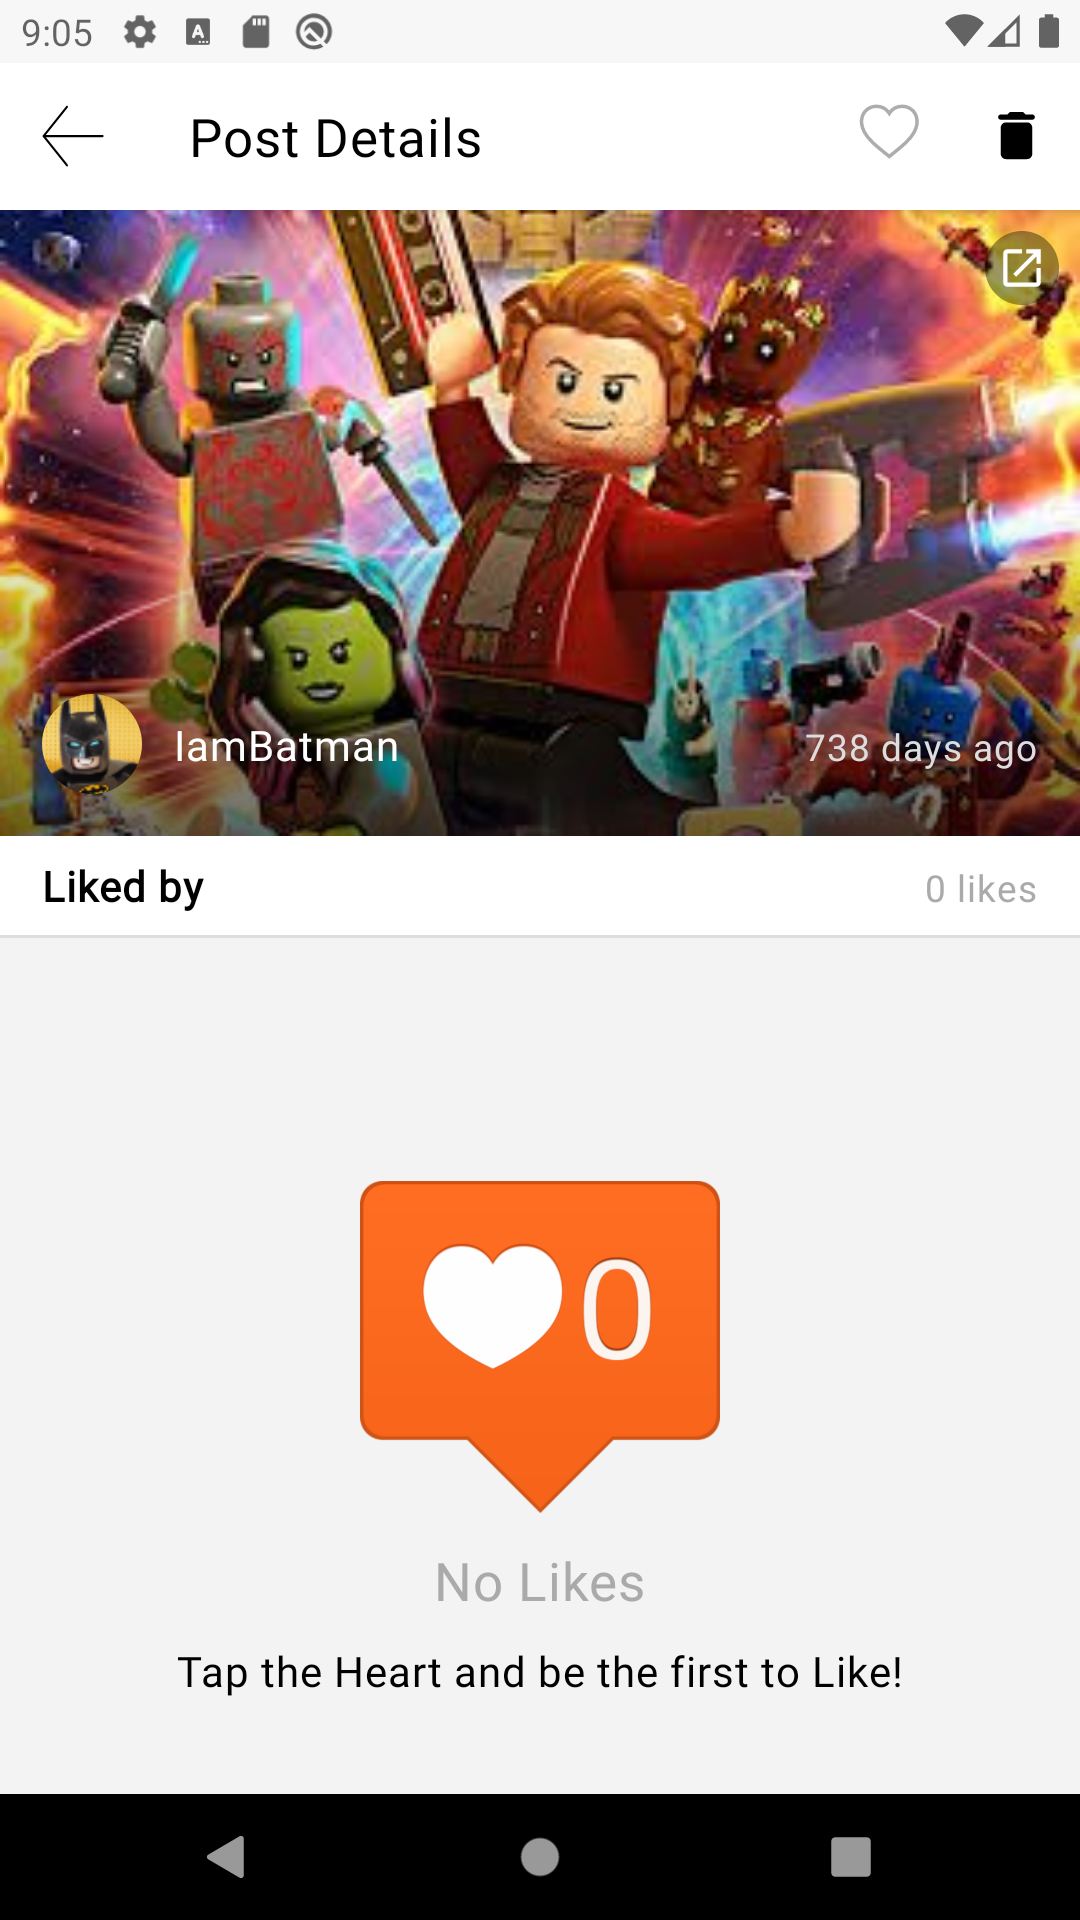 9:05
Post Details
IamBatman
738 days ago
Liked by
0 likes
0
No Likes
Tap the Heart and be the first to Like!